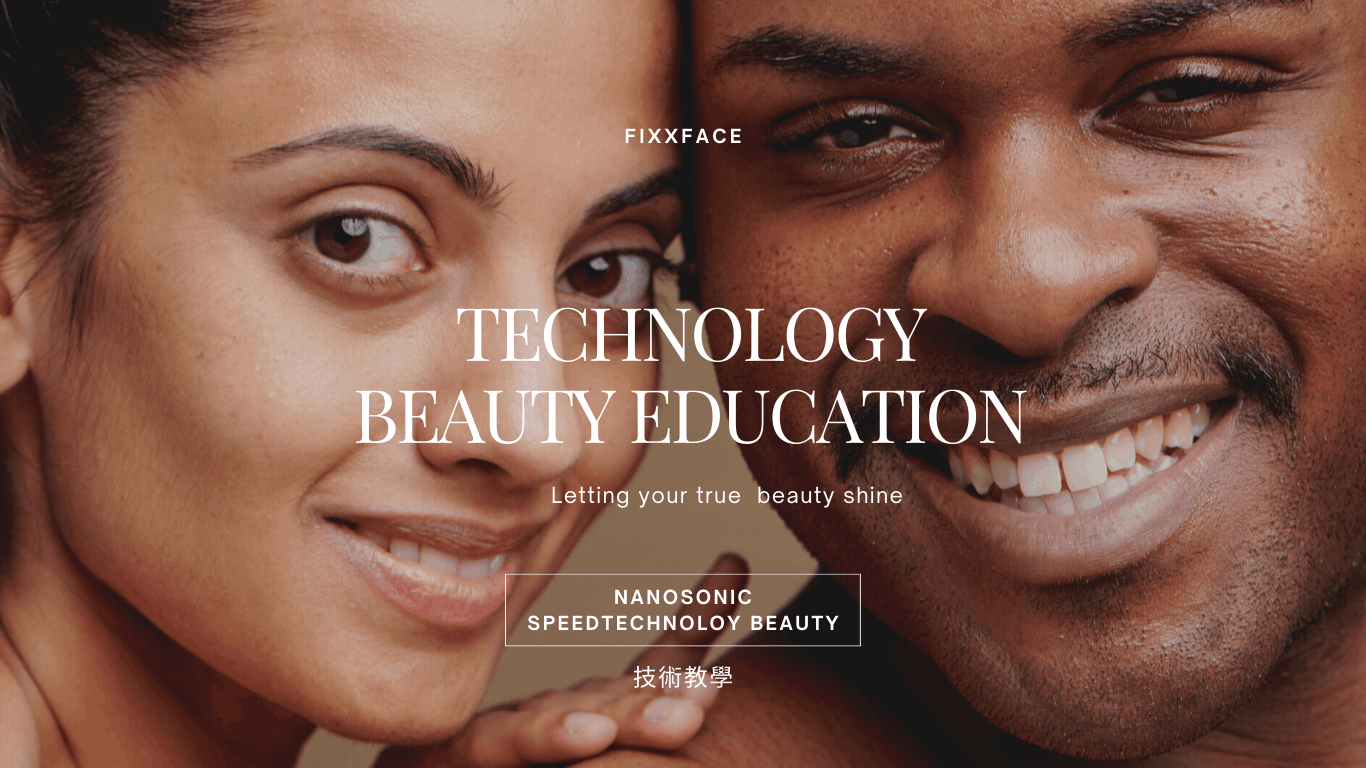 FIXXFACE
TECHNOLOGY
BEAUTY EDUCATION
Letting your true  beauty shine
NANOSONIC
SPEEDTECHNOLOY BEAUTY
技術教學